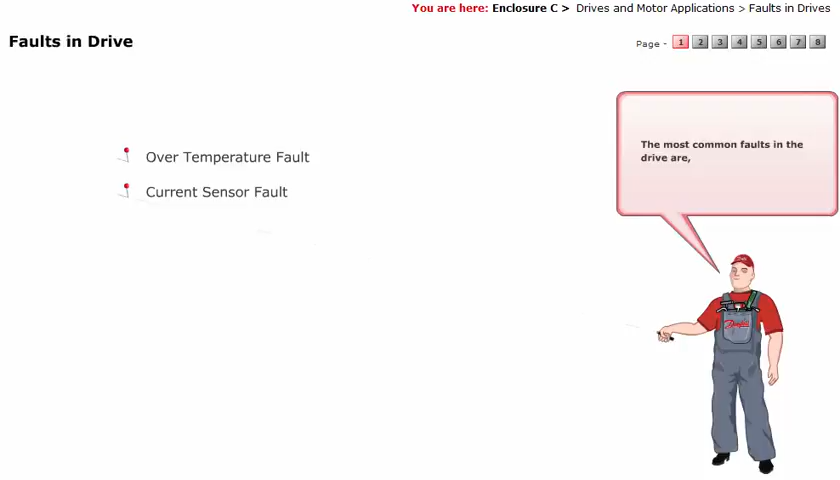 You are here: Enclosure C > Drives and Motor Applications > Faults in Drives
Faults in Drive
Page - 1 2 3 4 5 6 7 8
The most common faults in the
drive are,
Over Temperature Fault
Current Sensor Fault
Danfoss